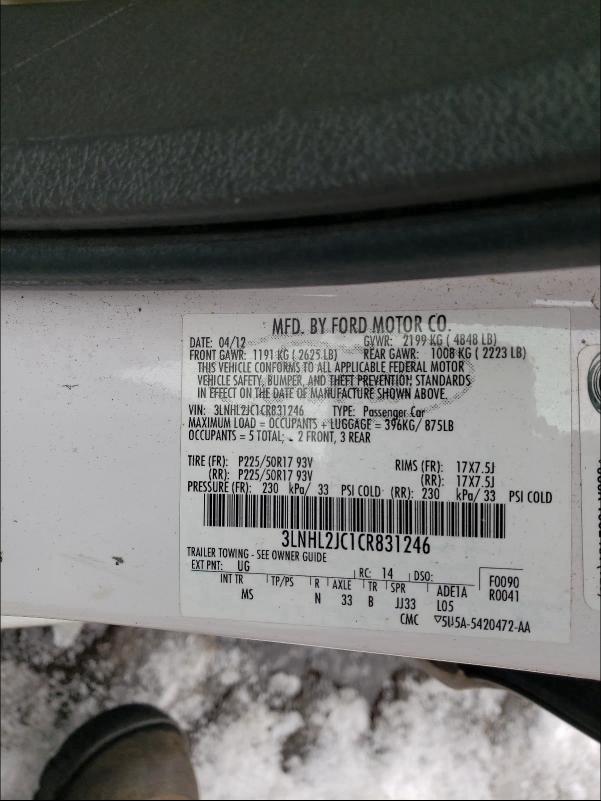 MFD. BY FORD MOTOR CO.
DATE: 04/12 GVWR: 2199 KG ( 4848 LB)
FRONT GAWR: 1191 KG ( 2625 LB) REAR GAWR: 1008 KG ( 2223 LB)
THIS VEHICLE CONFORMS TO ALL APPLICABLE FEDERAL MOTOR
VEHICLE SAFETY, BUMPER, AND THEFT PREVENTION STANDARDS
IN EFFECT ON THE DATE OF MANUFACTURE SHOWN ABOVE.
VIN: 3LNHL2JC1CR831246 TYPE: Passenger Car
MAXIMUM LOAD = OCCUPANTS + LUGGAGE = 396KG/ 875LB
OCCUPANTS = 5 TOTAL; 2 FRONT, 3 REAR
TIRE (FR): P225/50R17 93V RIMS (FR): 17X7.5J
(RR): P225/50R17 93V (RR): 17X7.5J
PRESSURE (FR): 230 kPa/ 33 PSI COLD (RR): 230 kPa/ 33 PSI COLD
3LNHL2JC1CR831246
TRAILER TOWING - SEE OWNER GUIDE
EXT PNT: UG RC: 14 DSO: F0090
INT TR TP/PS R AXLE TR SPR ADE1A R0041
MS N 33 B JJ33 L05
CMC ▽5U5A-5420472-AA